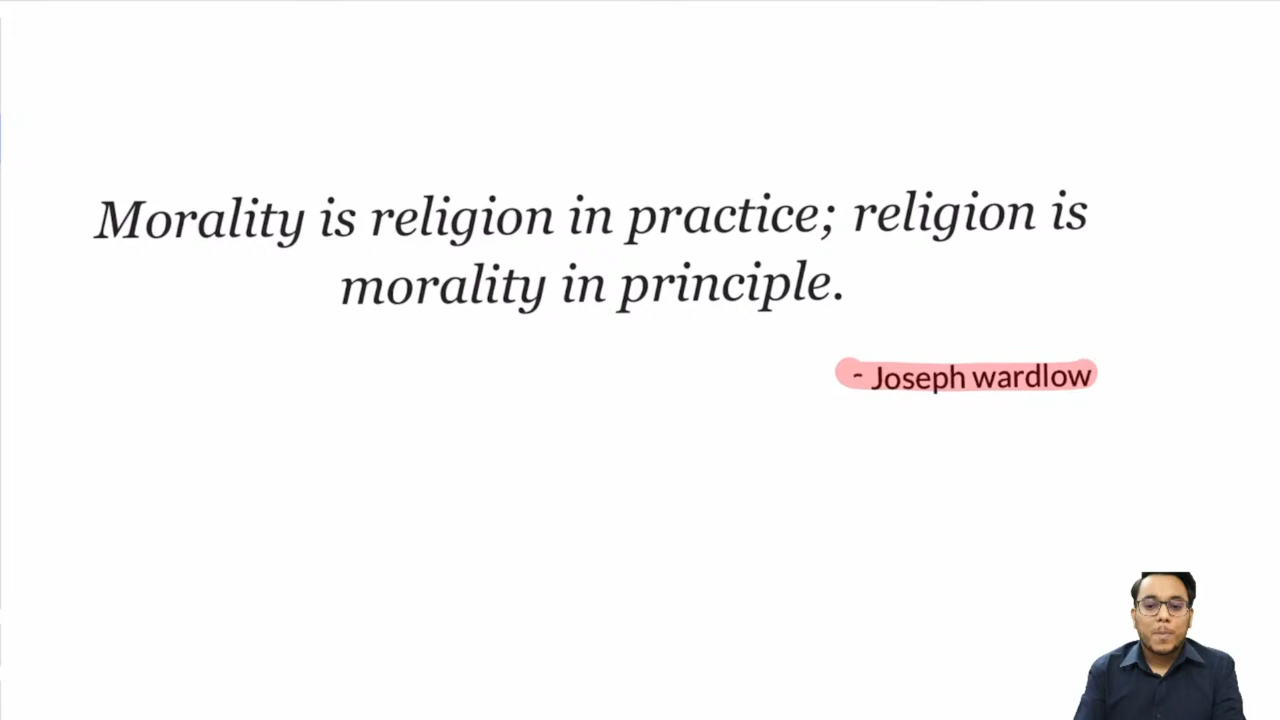 Morality is religion in practice; religion is
morality in principle.
- Joseph wardlow